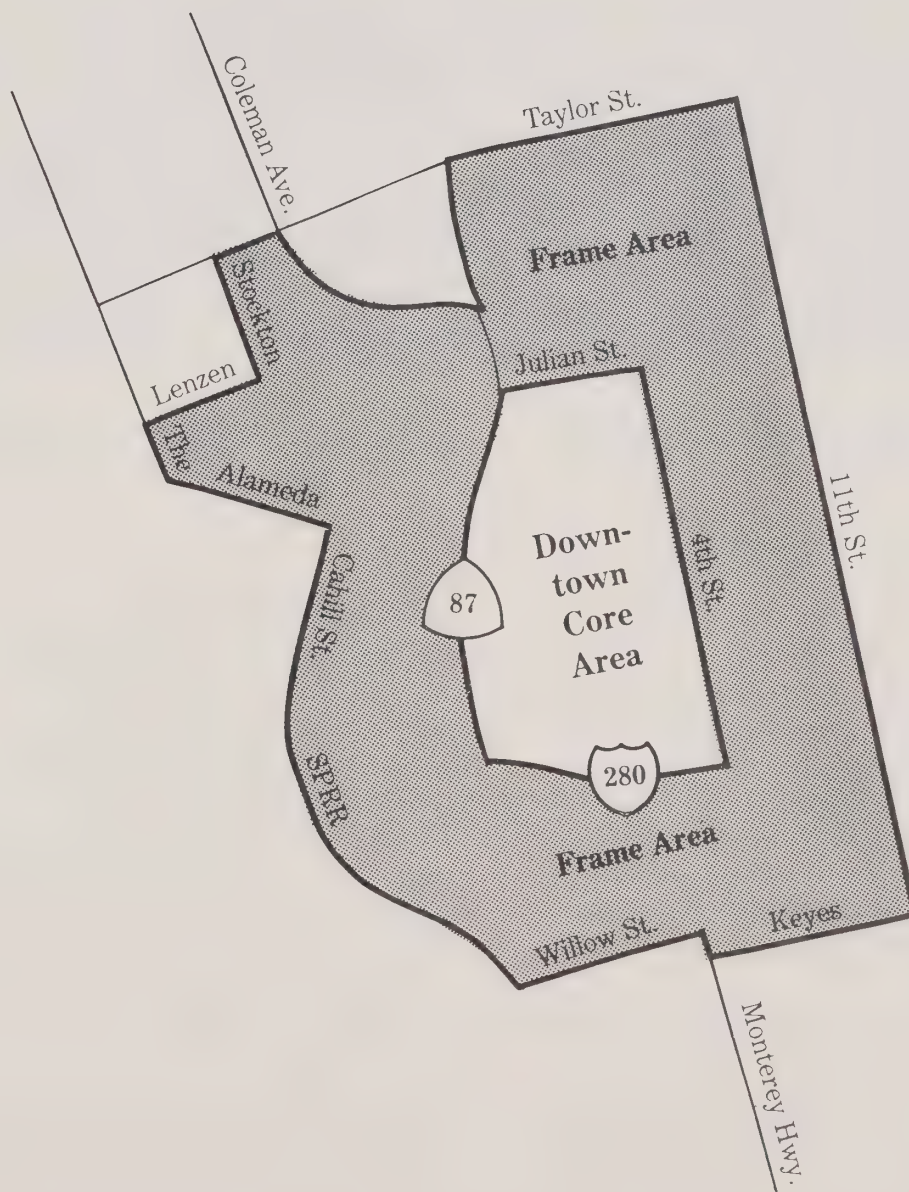 Coleman Ave.
Taylor St.
Frame Area
Stockton
Julian St.
Lenzen
The
Alameda
11th St.
Down-
town
Core
Area
4th St.
Cahill St.
87
SPRR
280
Frame Area
Willow St.
Keyes
Monterey Hwy.